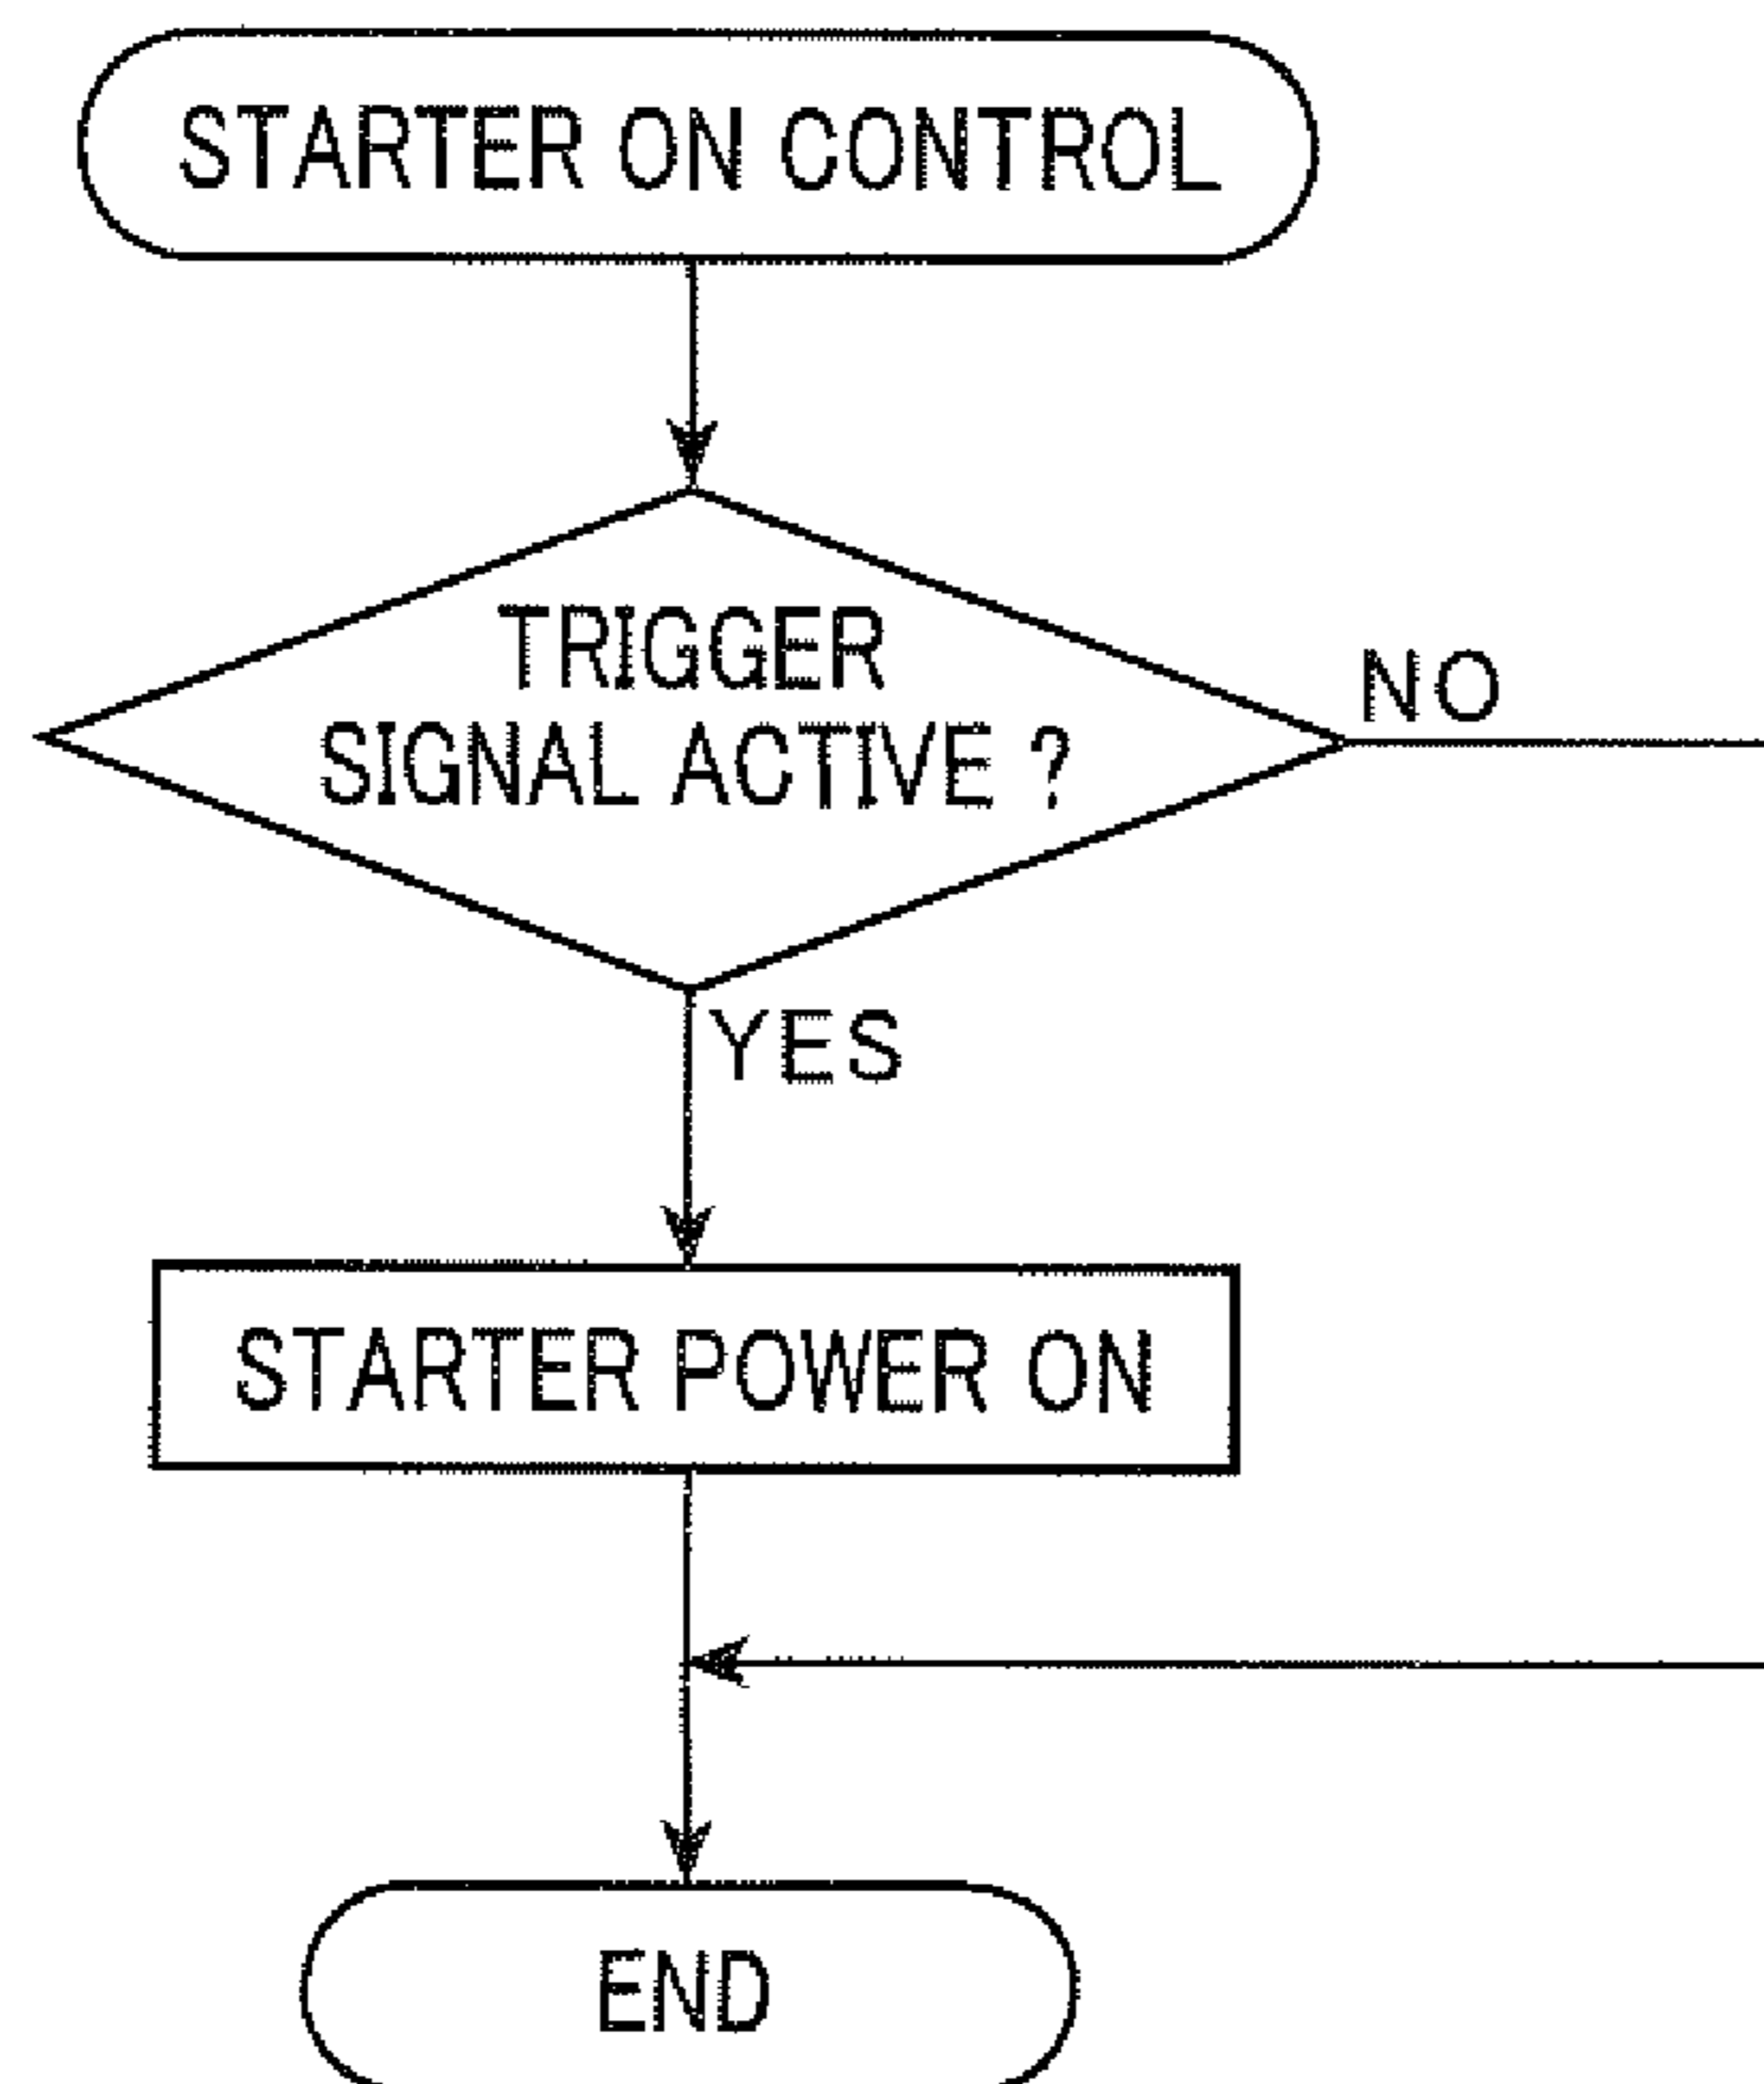 STARTER ON CONTROL
TRIGGER
SIGNAL ACTIVE ?
NO
YES
STARTER POWER ON
END